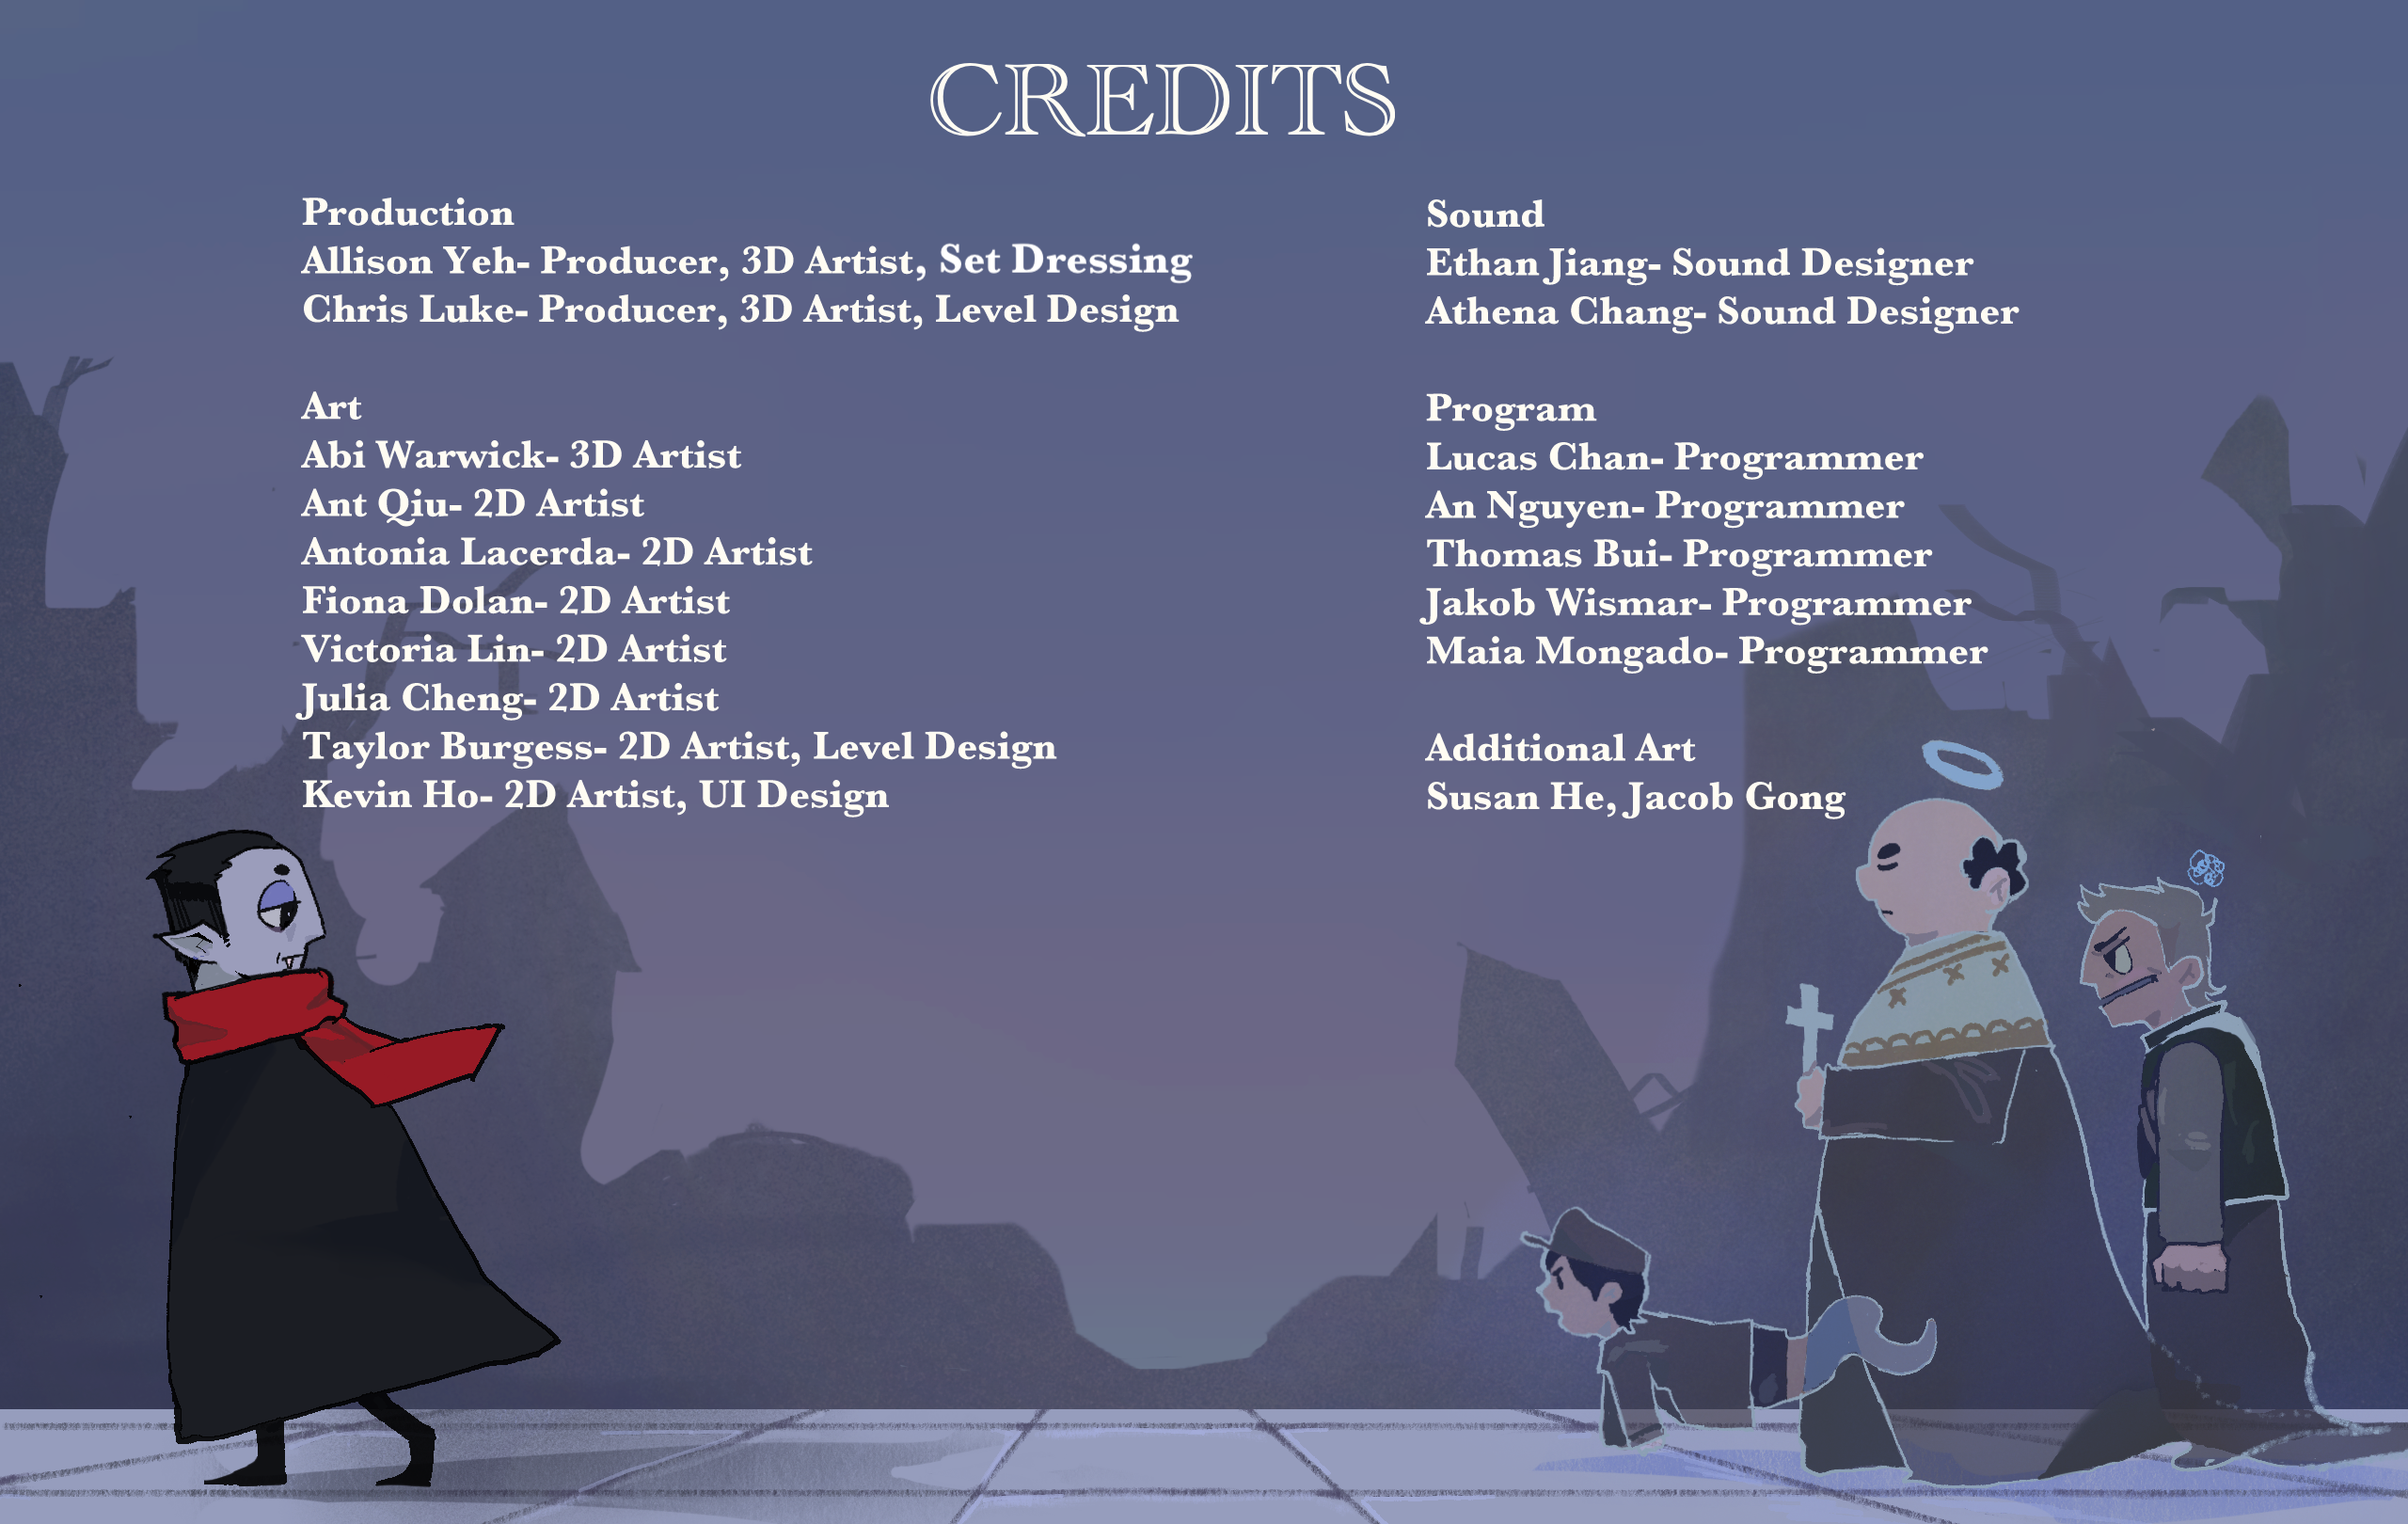 CREDITS
Production
Allison Yeh- Producer, 3D Artist, Set Dressing
Chris Luke- Producer, 3D Artist, Level Design
Art
Abi Warwick- 3D Artist
Ant Qiu- 2D Artist
Antonia Lacerda- 2D Artist
Fiona Dolan- 2D Artist
Victoria Lin- 2D Artist
Julia Cheng- 2D Artist
Taylor Burgess- 2D Artist, Level Design
Kevin Ho- 2D Artist, UI Design
Sound
Ethan Jiang- Sound Designer
Athena Chang- Sound Designer
Program
Lucas Chan- Programmer
An Nguyen- Programmer
Thomas Bui- Programmer
Jakob Wismar- Programmer
Maia Mongado- Programmer
Additional Art
Susan He, Jacob Gong